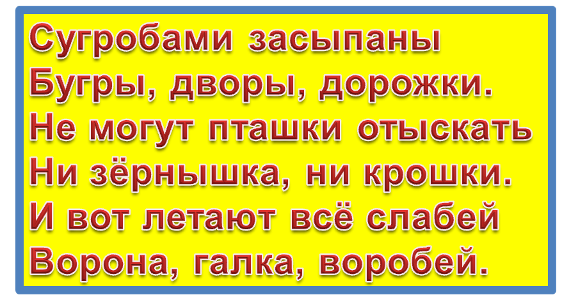 Сугробами засыпаны
Бугры, дворы, дорожки.
Не могут пташки отыскать
Ни зёрнышка, ни крошки.
И вот летают всё слабей
Ворона, галка, воробей.